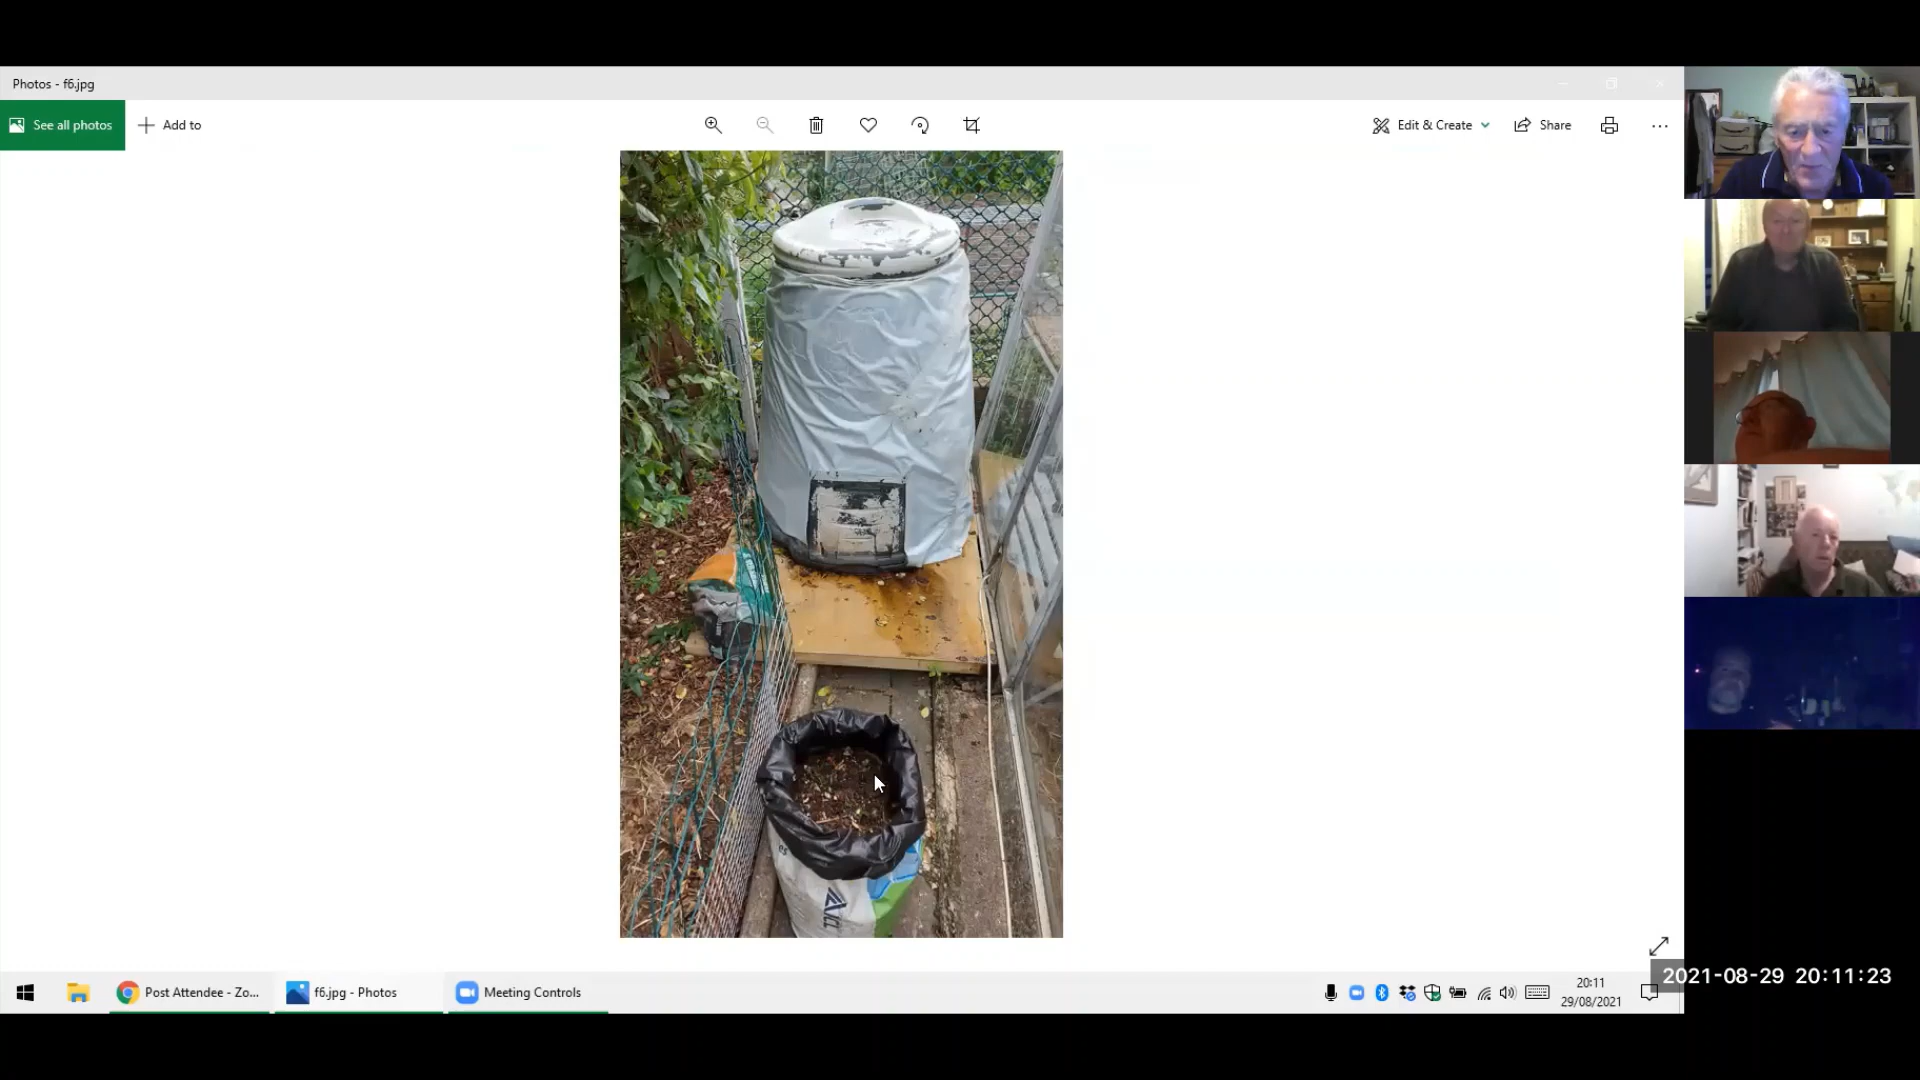 Photos - f6.jpg
See all photos
Add to
Edit & Create
Share
Post Attendee - Zo...
f6.jpg - Photos
Meeting Controls
20:11
29/08/2021
2021-08-29 20:11:23